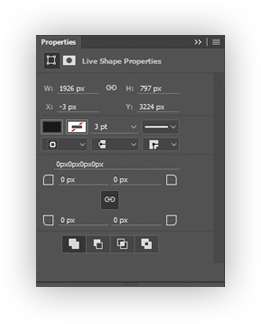 Properties
Live Shape Properties
W: 1926 px H: 797 px
X: -3 px Y: 3224 px
3 pt
0px0px0px0px
0 px 0 px
0 px 0 px